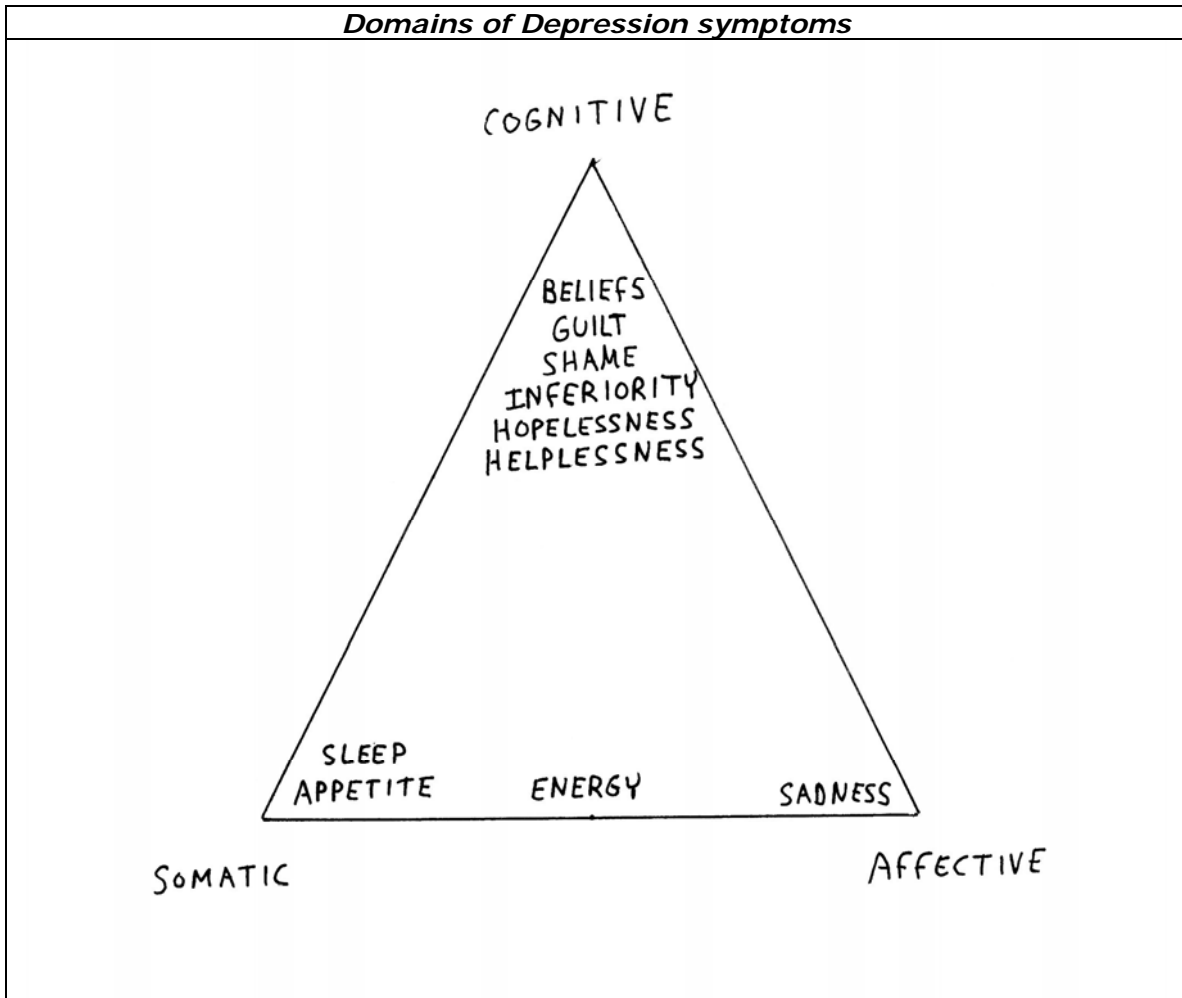 Domains of Depression symptoms
COGNITIVE
BELIEFS
GUILT
SHAME
INFERIORITY
HOPELESSNESS
HELPLESSNESS
SLEEP
APPETITE
ENERGY
SADNESS
SOMATIC
AFFECTIVE